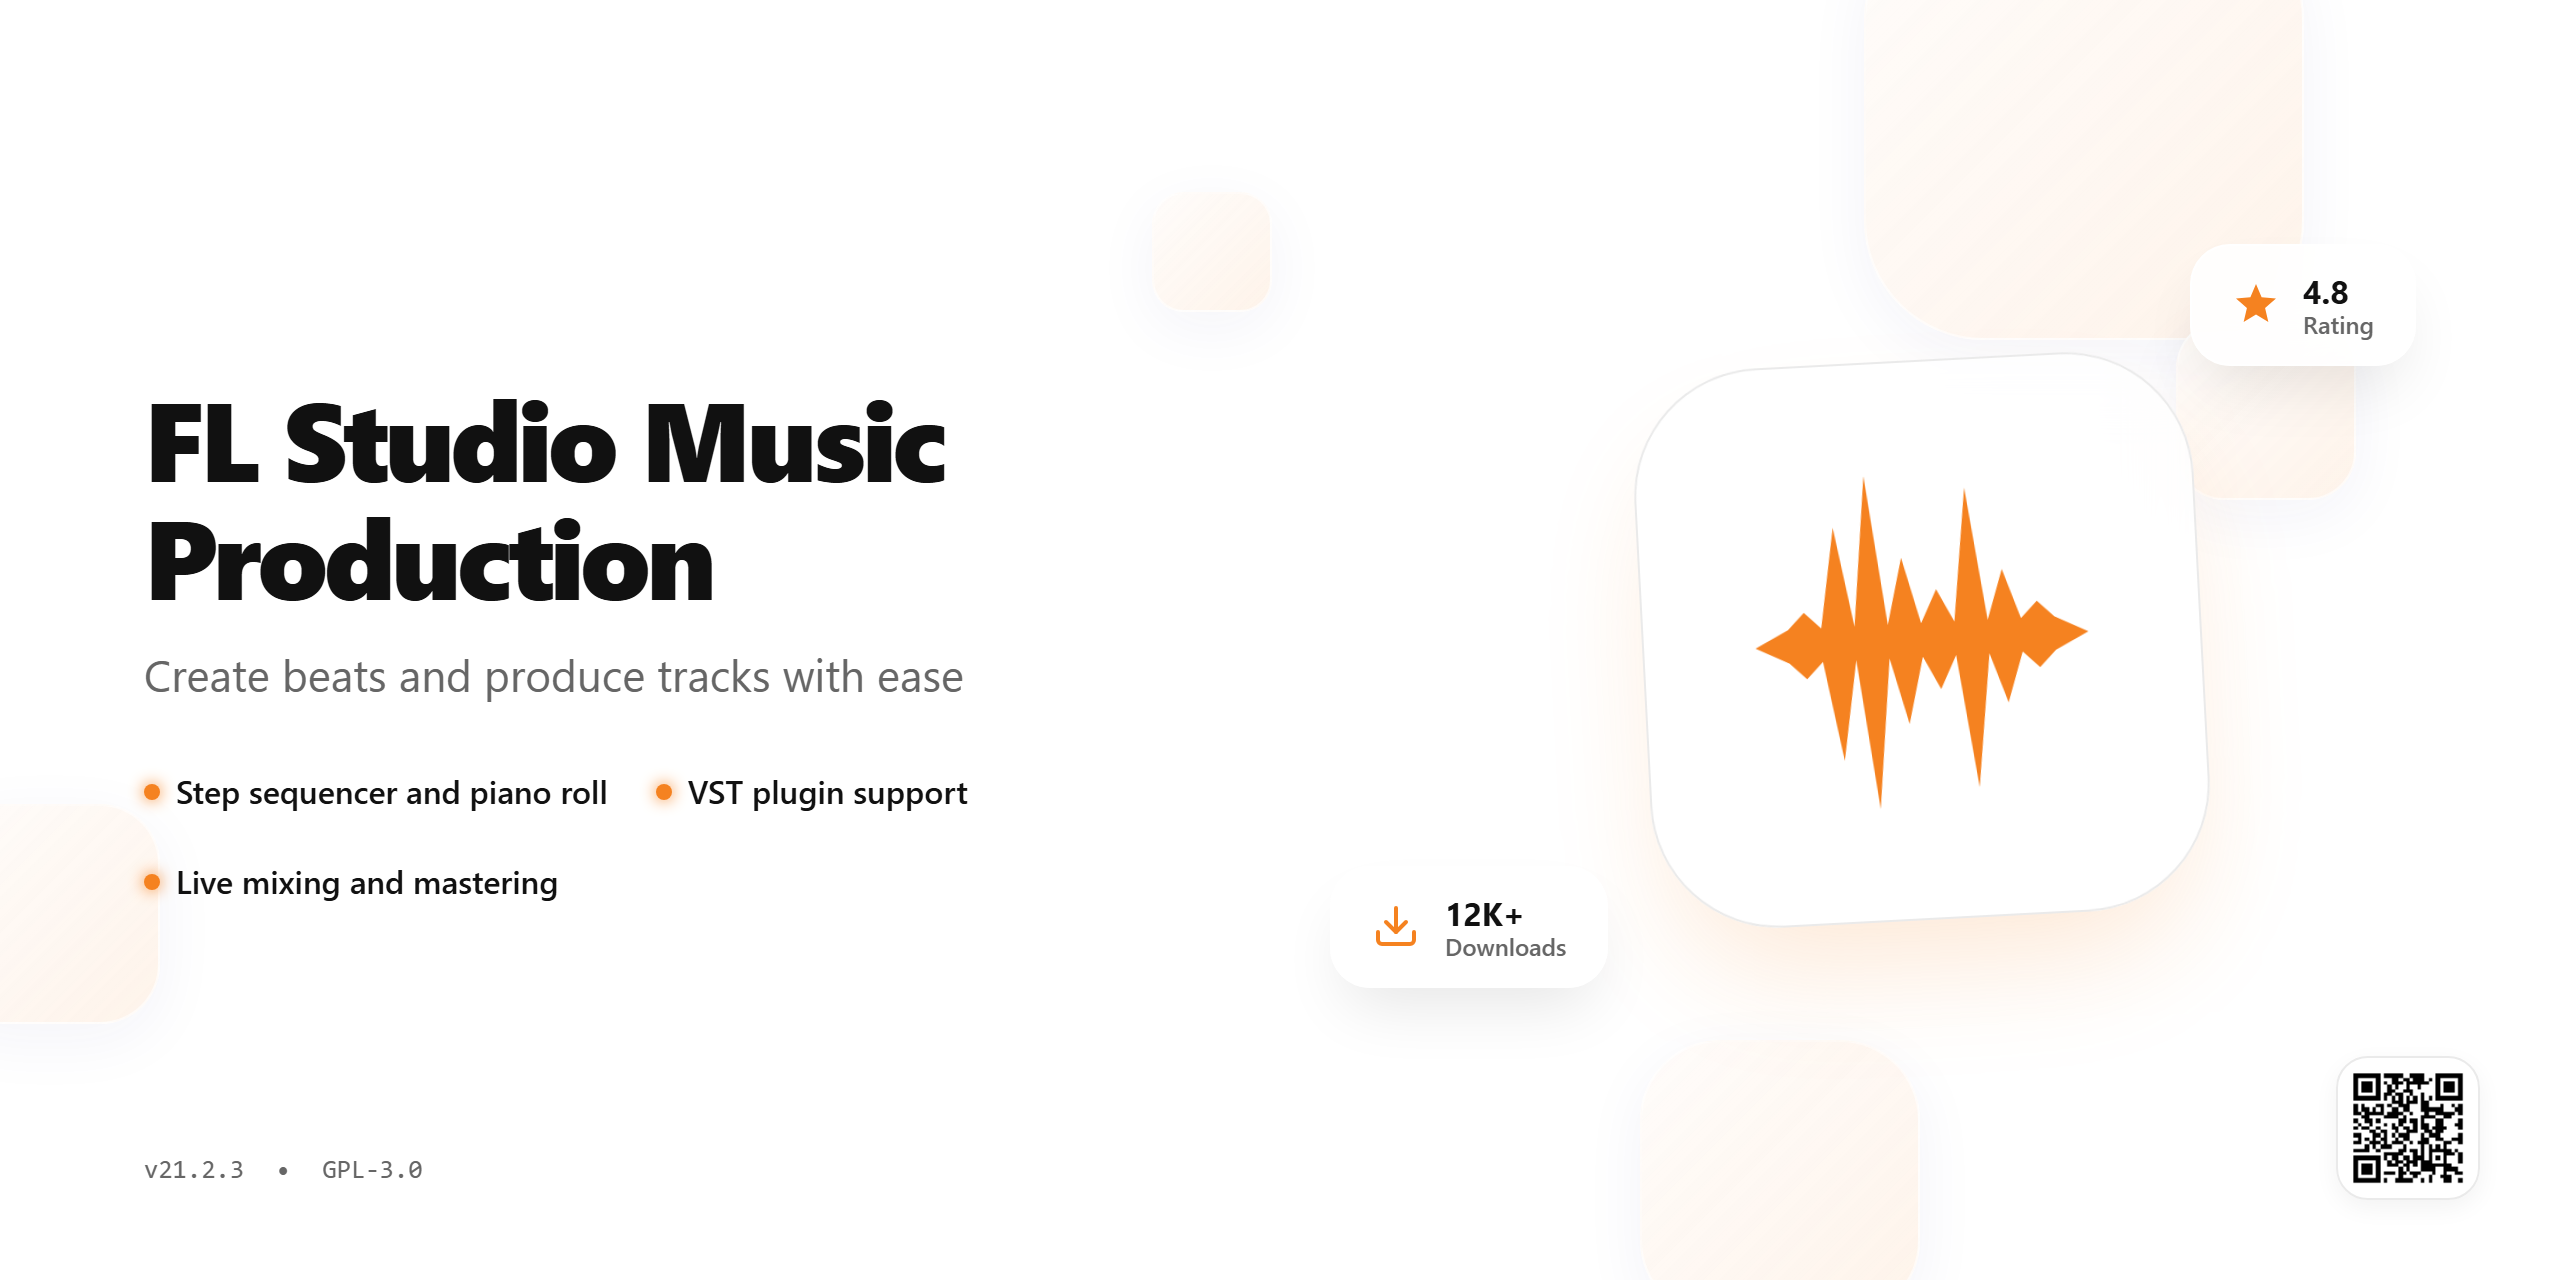 FL Studio Music
Production
Create beats and produce tracks with ease
Step sequencer and piano roll
VST plugin support
Live mixing and mastering
4.8
Rating
12K+
Downloads
v21.2.3 • GPL-3.0